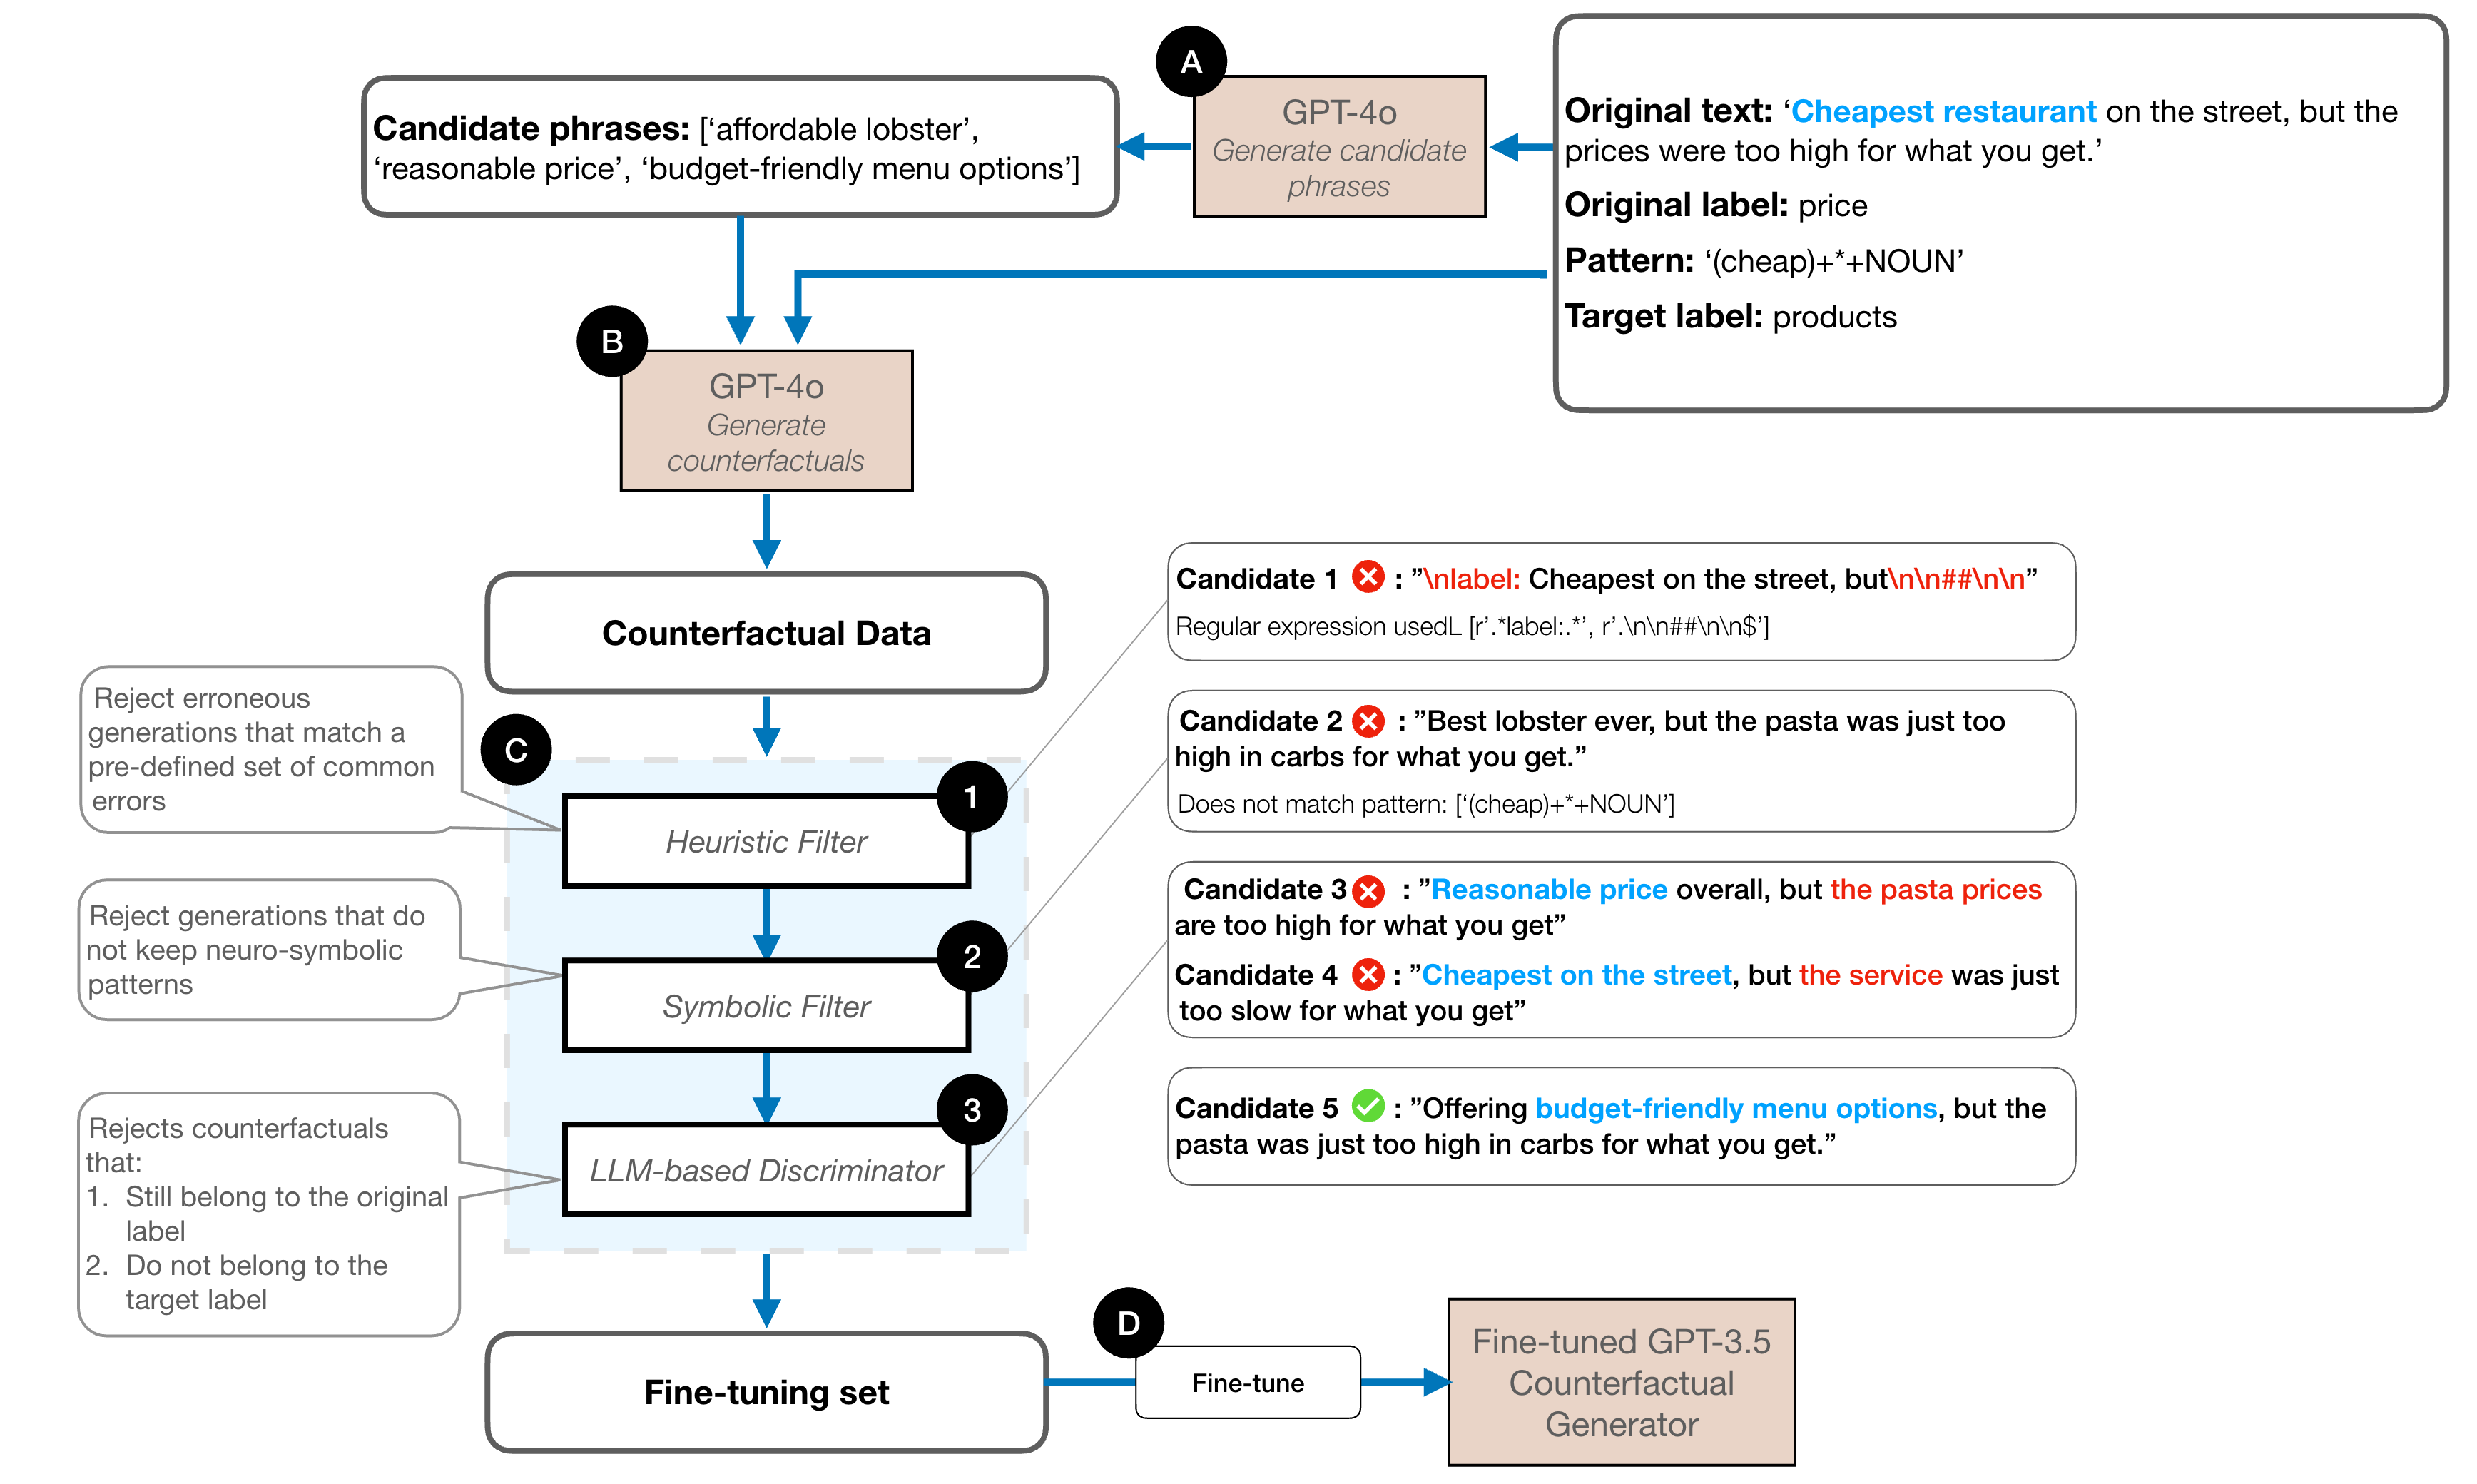 A
GPT-4o
Generate candidate
phrases
Original text: ‘Cheapest restaurant on the street, but the
prices were too high for what you get.’
Original label: price
Pattern: ‘(cheap)+*+NOUN’
Target label: products
Candidate phrases: [‘affordable lobster’,
‘reasonable price’, ‘budget-friendly menu options’]
B
GPT-4o
Generate
counterfactuals
Counterfactual Data
C
Reject erroneous
generations that match a
pre-defined set of common
errors
1
Heuristic Filter
Reject generations that do
not keep neuro-symbolic
patterns
2
Symbolic Filter
Rejects counterfactuals
that:
1. Still belong to the original
label
2. Do not belong to the
target label
3
LLM-based Discriminator
Candidate 1 : ”\nlabel: Cheapest on the street, but\n\n##\n\n”
Regular expression usedL [r’.*label:.*’, r’.\n\n##\n\n$’]
Candidate 2 : ”Best lobster ever, but the pasta was just too
high in carbs for what you get.”
Does not match pattern: [‘(cheap)+*+NOUN’]
Candidate 3 : ”Reasonable price overall, but the pasta prices
are too high for what you get”
Candidate 4 : ”Cheapest on the street, but the service was just
too slow for what you get”
Candidate 5 : ”Offering budget-friendly menu options, but the
pasta was just too high in carbs for what you get.”
Fine-tuning set
D
Fine-tune
Fine-tuned GPT-3.5
Counterfactual
Generator